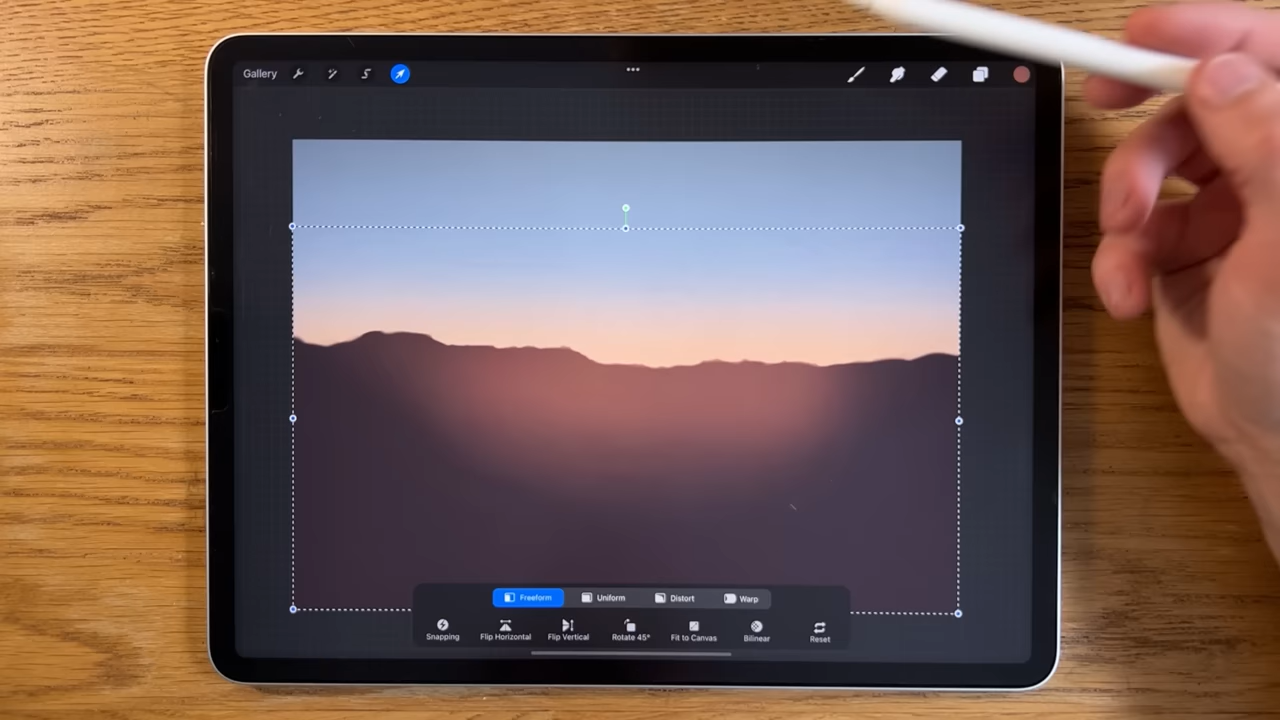 Gallery
Freeform Uniform Distort Warp
Snapping Flip Horizontal Flip Vertical Rotate 45° Fit to Canvas Bilinear Reset